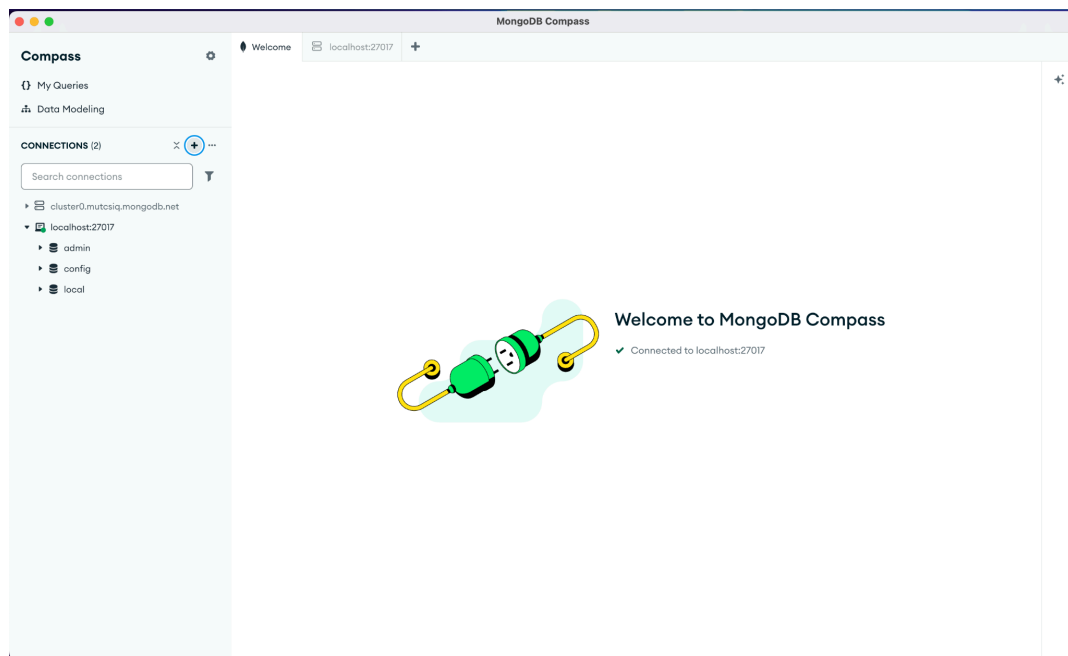 MongoDB Compass
Compass
My Queries
Data Modeling
CONNECTIONS (2)
Search connections
cluster0.mutcsiq.mongodb.net
localhost:27017
admin
config
local
Welcome
localhost:27017
Welcome to MongoDB Compass
Connected to localhost:27017